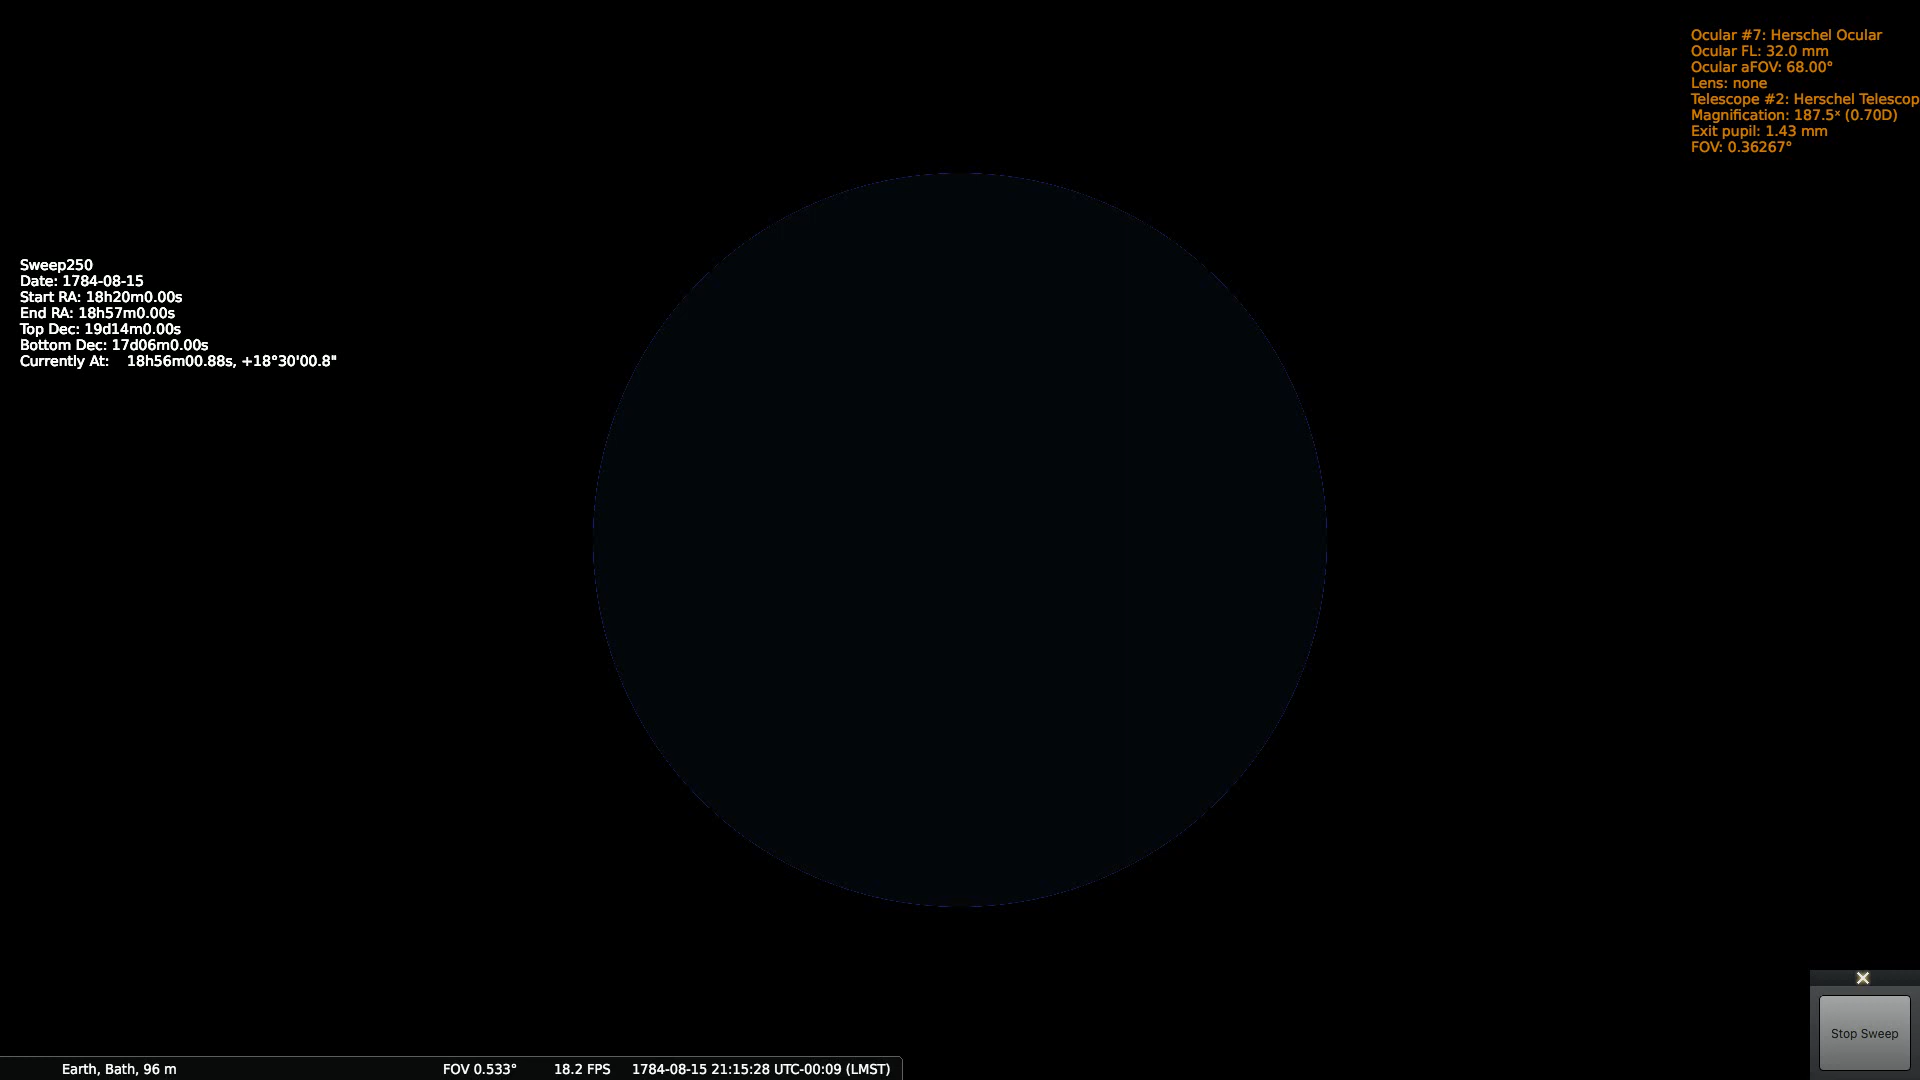 Ocular #7: Herschel Ocular
Ocular FL: 32.0 mm
Ocular aFOV: 68.00°
Lens: none
Telescope #2: Herschel Telescop
Magnification: 187.5ˣ (0.70D)
Exit pupil: 1.43 mm
FOV: 0.36267°
Sweep250
Date: 1784-08-15
Start RA: 18h20m0.00s
End RA: 18h57m0.00s
Top Dec: 19d14m0.00s
Bottom Dec: 17d06m0.00s
Currently At: 18h56m00.88s, +18°30'00.8"
Stop Sweep
Earth, Bath, 96 m FOV 0.533° 18.2 FPS 1784-08-15 21:15:28 UTC-00:09 (LMST)